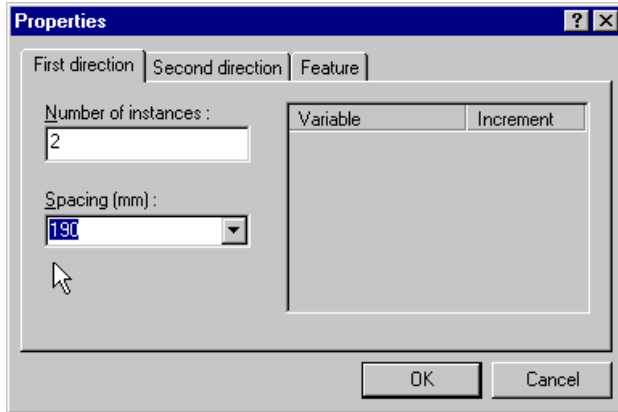 Properties
First direction Second direction Feature
Number of instances :
2
Variable Increment
Spacing (mm) :
190
OK Cancel